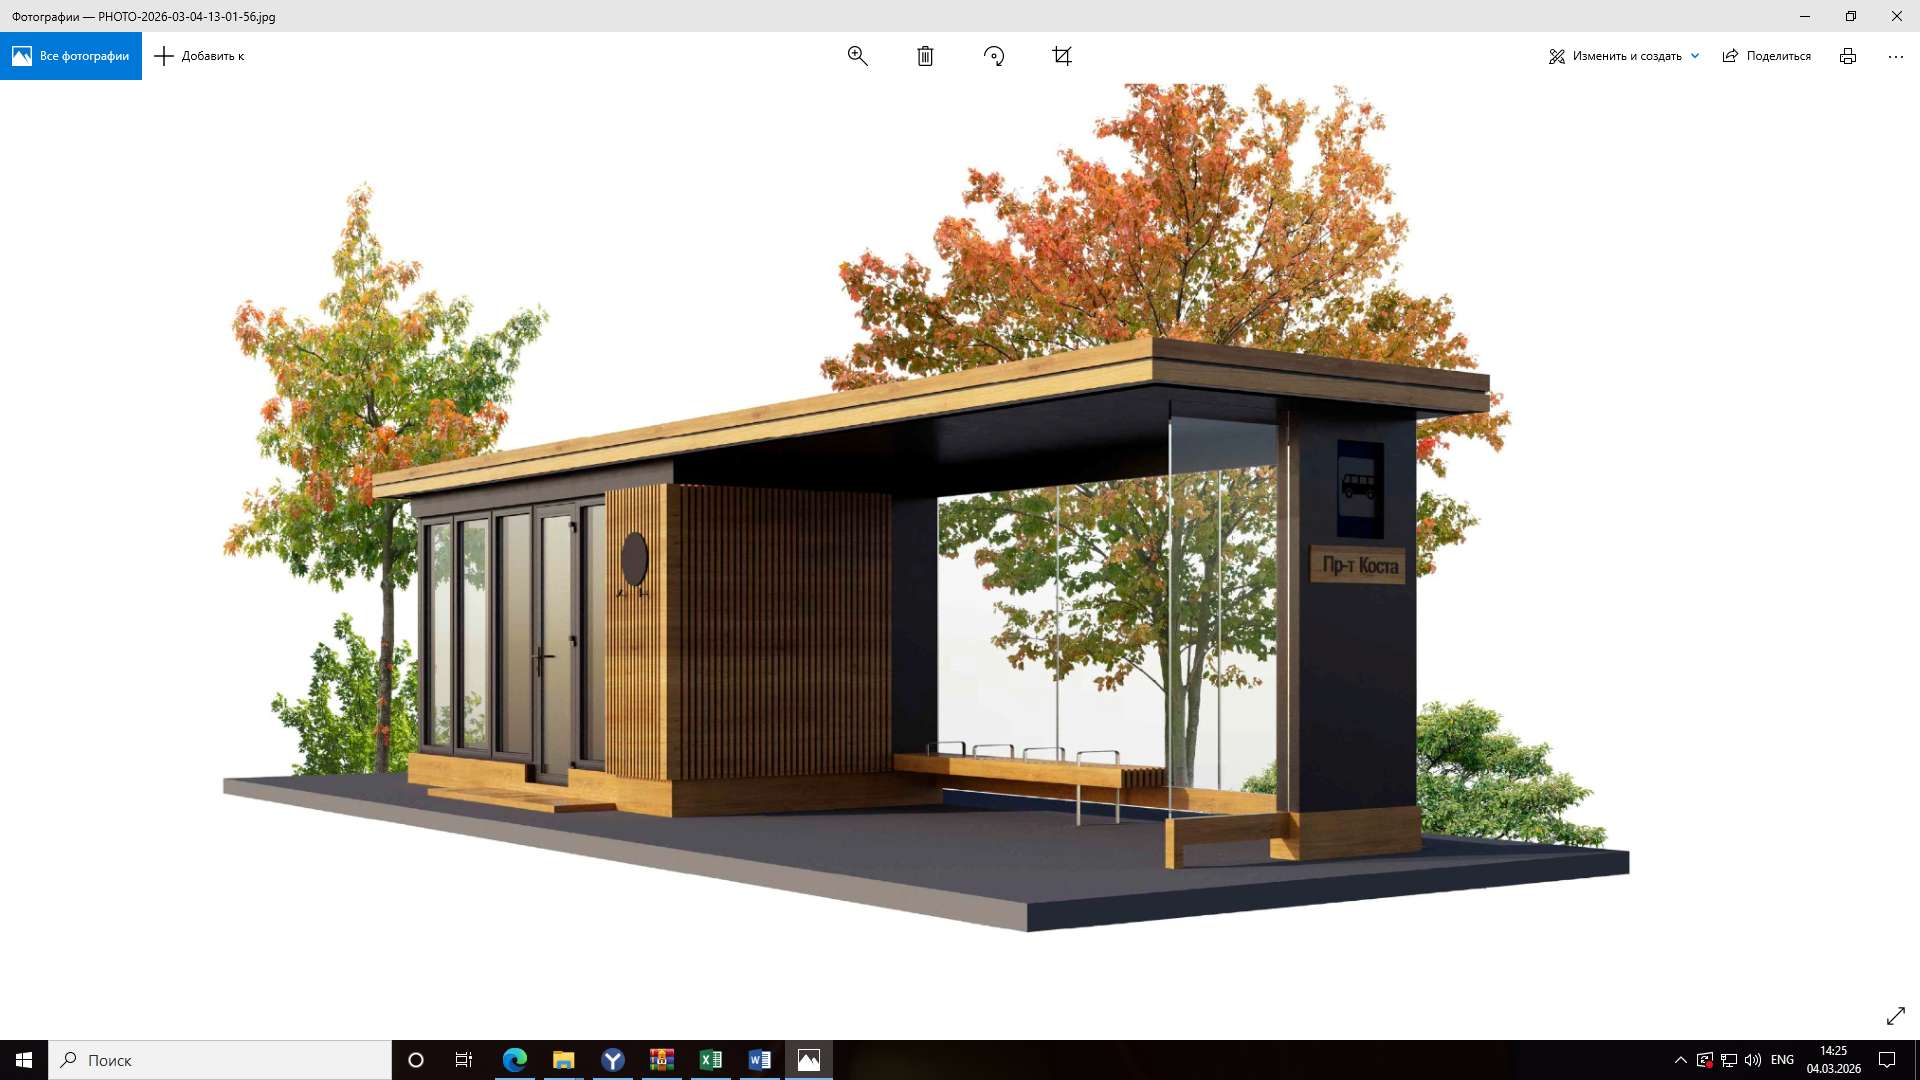 Фотографии — PHOTO-2026-03-04-13-01-56.jpg
Все фотографии
Добавить к
Изменить и создать
Поделиться
Пр-т Коста
Поиск
ENG
14:25
04.03.2026